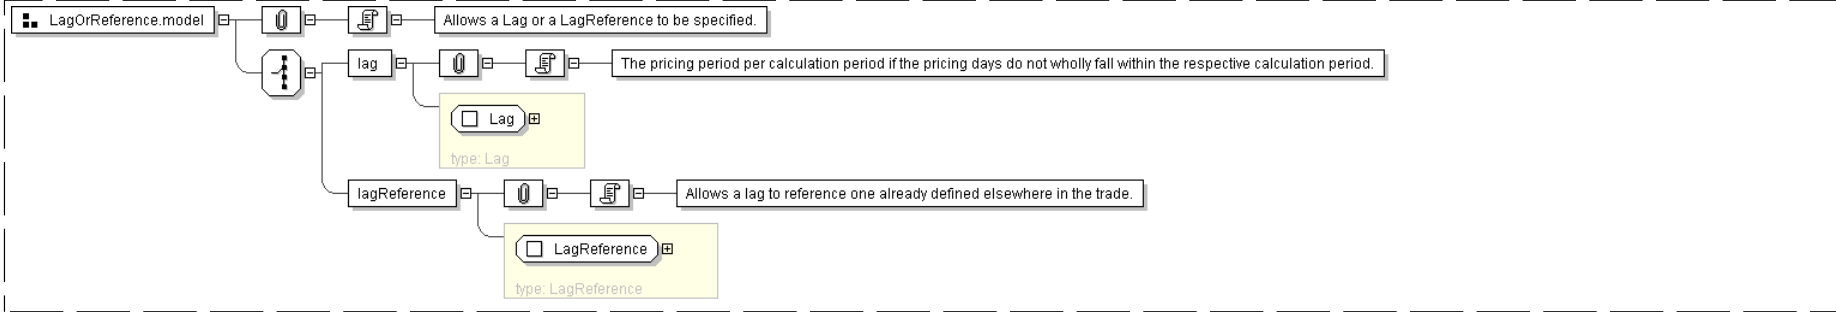 LagOrReference.model
Allows a Lag or a LagReference to be specified.
lag
The pricing period per calculation period if the pricing days do not wholly fall within the respective calculation period.
Lag
type: Lag
lagReference
Allows a lag to reference one already defined elsewhere in the trade.
LagReference
type: LagReference